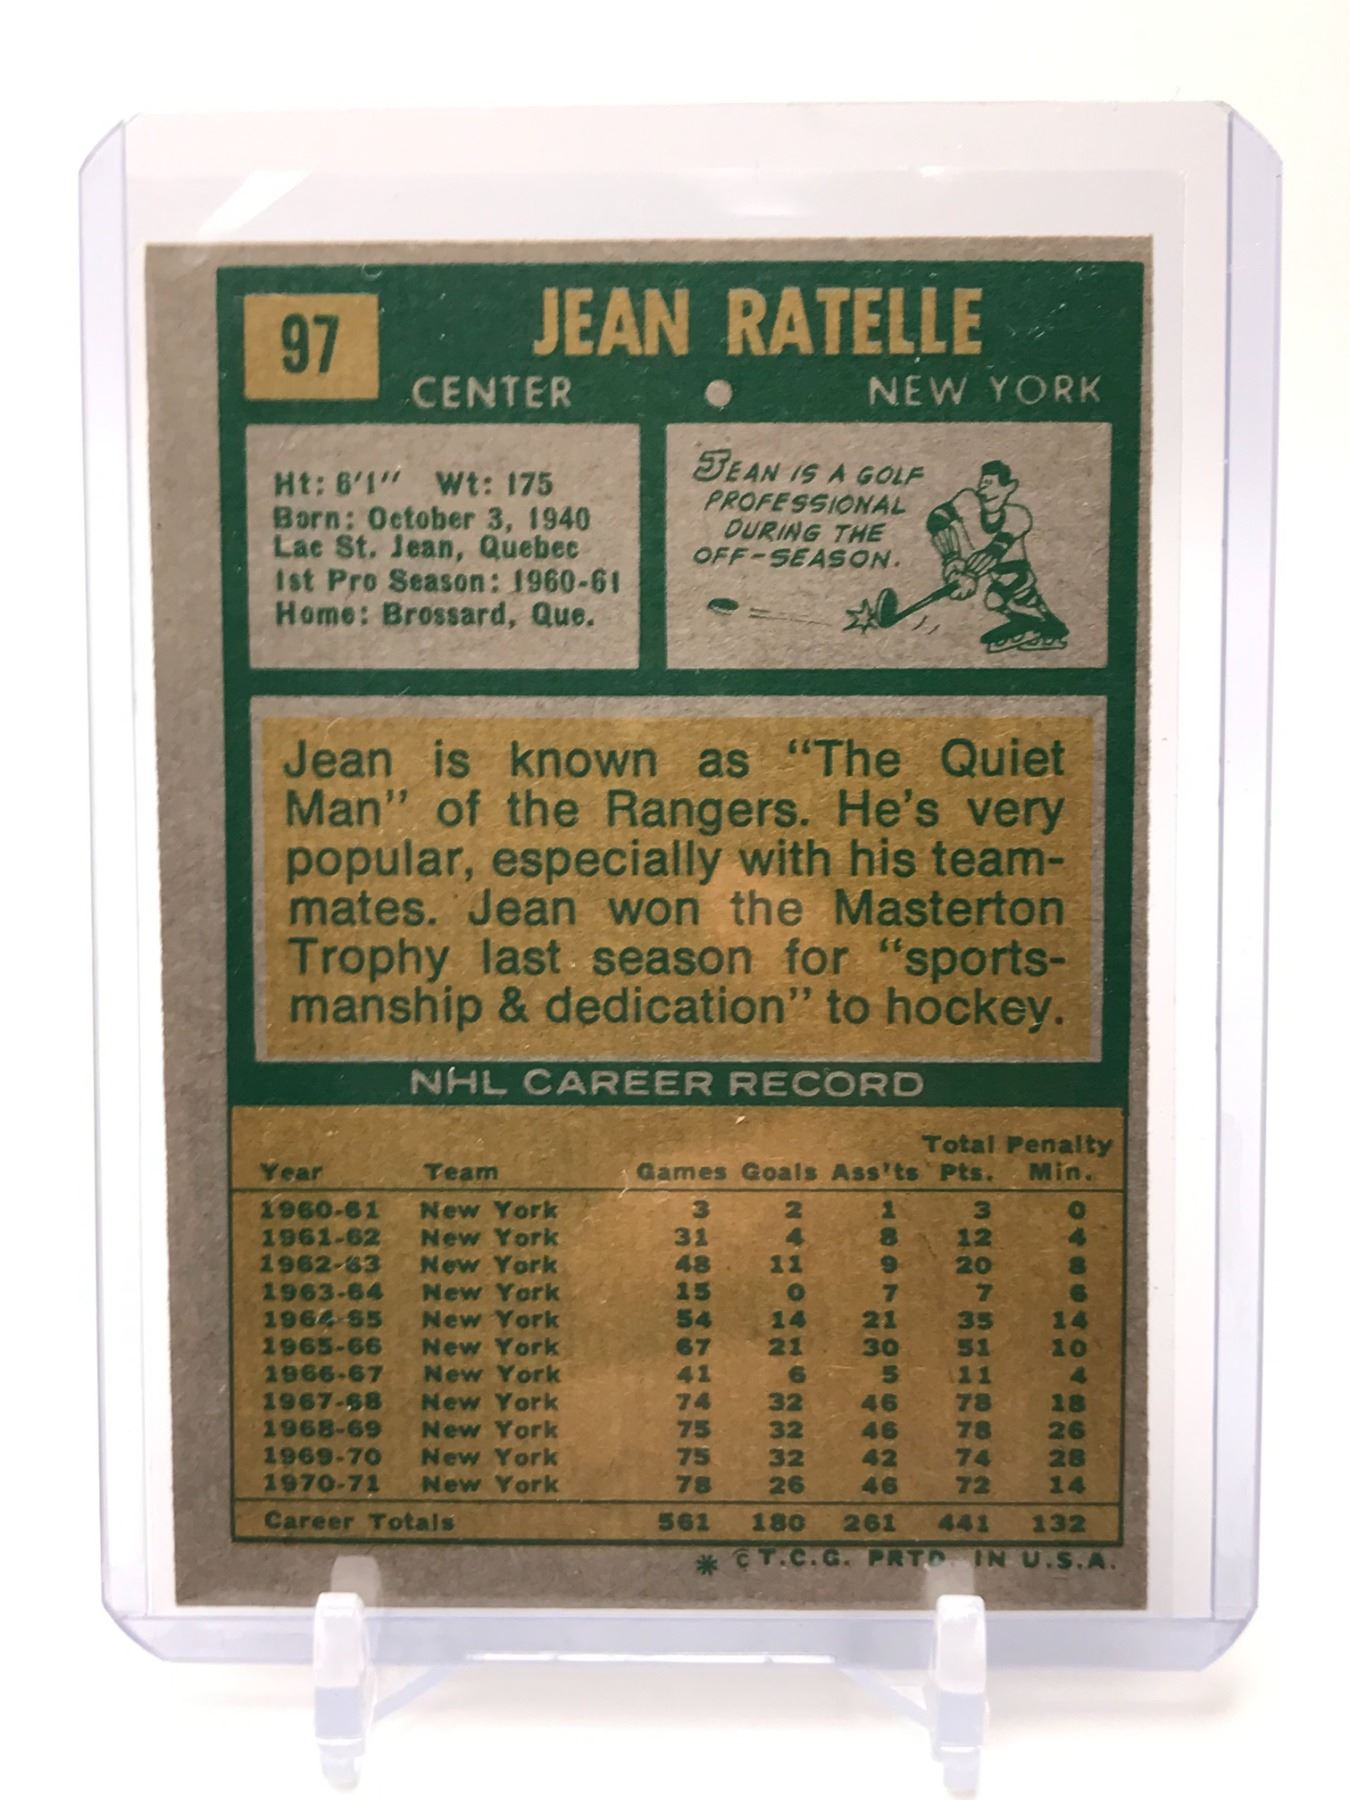 97
JEAN RATELLE
CENTER
NEW YORK
Ht: 6'1" Wt: 175
Born: October 3, 1940
Lac St. Jean, Quebec
1st Pro Season: 1960-61
Home: Brossard, Que.
JEAN IS A GOLF
PROFESSIONAL
DURING THE
OFF-SEASON.
Jean is known as "The Quiet
Man" of the Rangers. He's very
popular, especially with his team-
mates. Jean won the Masterton
Trophy last season for "sports-
manship & dedication" to hockey.
NHL CAREER RECORD
Total Penalty
Year Team Games Goals Ass'ts Pts. Min.
1960-61 New York 3 2 1 3 0
1961-62 New York 31 4 8 12 4
1962-63 New York 48 11 9 20 8
1963-64 New York 15 0 7 7 6
1964-65 New York 54 14 21 35 14
1965-66 New York 67 21 30 51 10
1966-67 New York 41 6 5 11 4
1967-68 New York 74 32 46 78 18
1968-69 New York 75 32 46 78 26
1969-70 New York 75 32 42 74 28
1970-71 New York 78 26 46 72 14
Career Totals 561 180 261 441 132
* © T.C.G. PRTD. IN U.S.A.